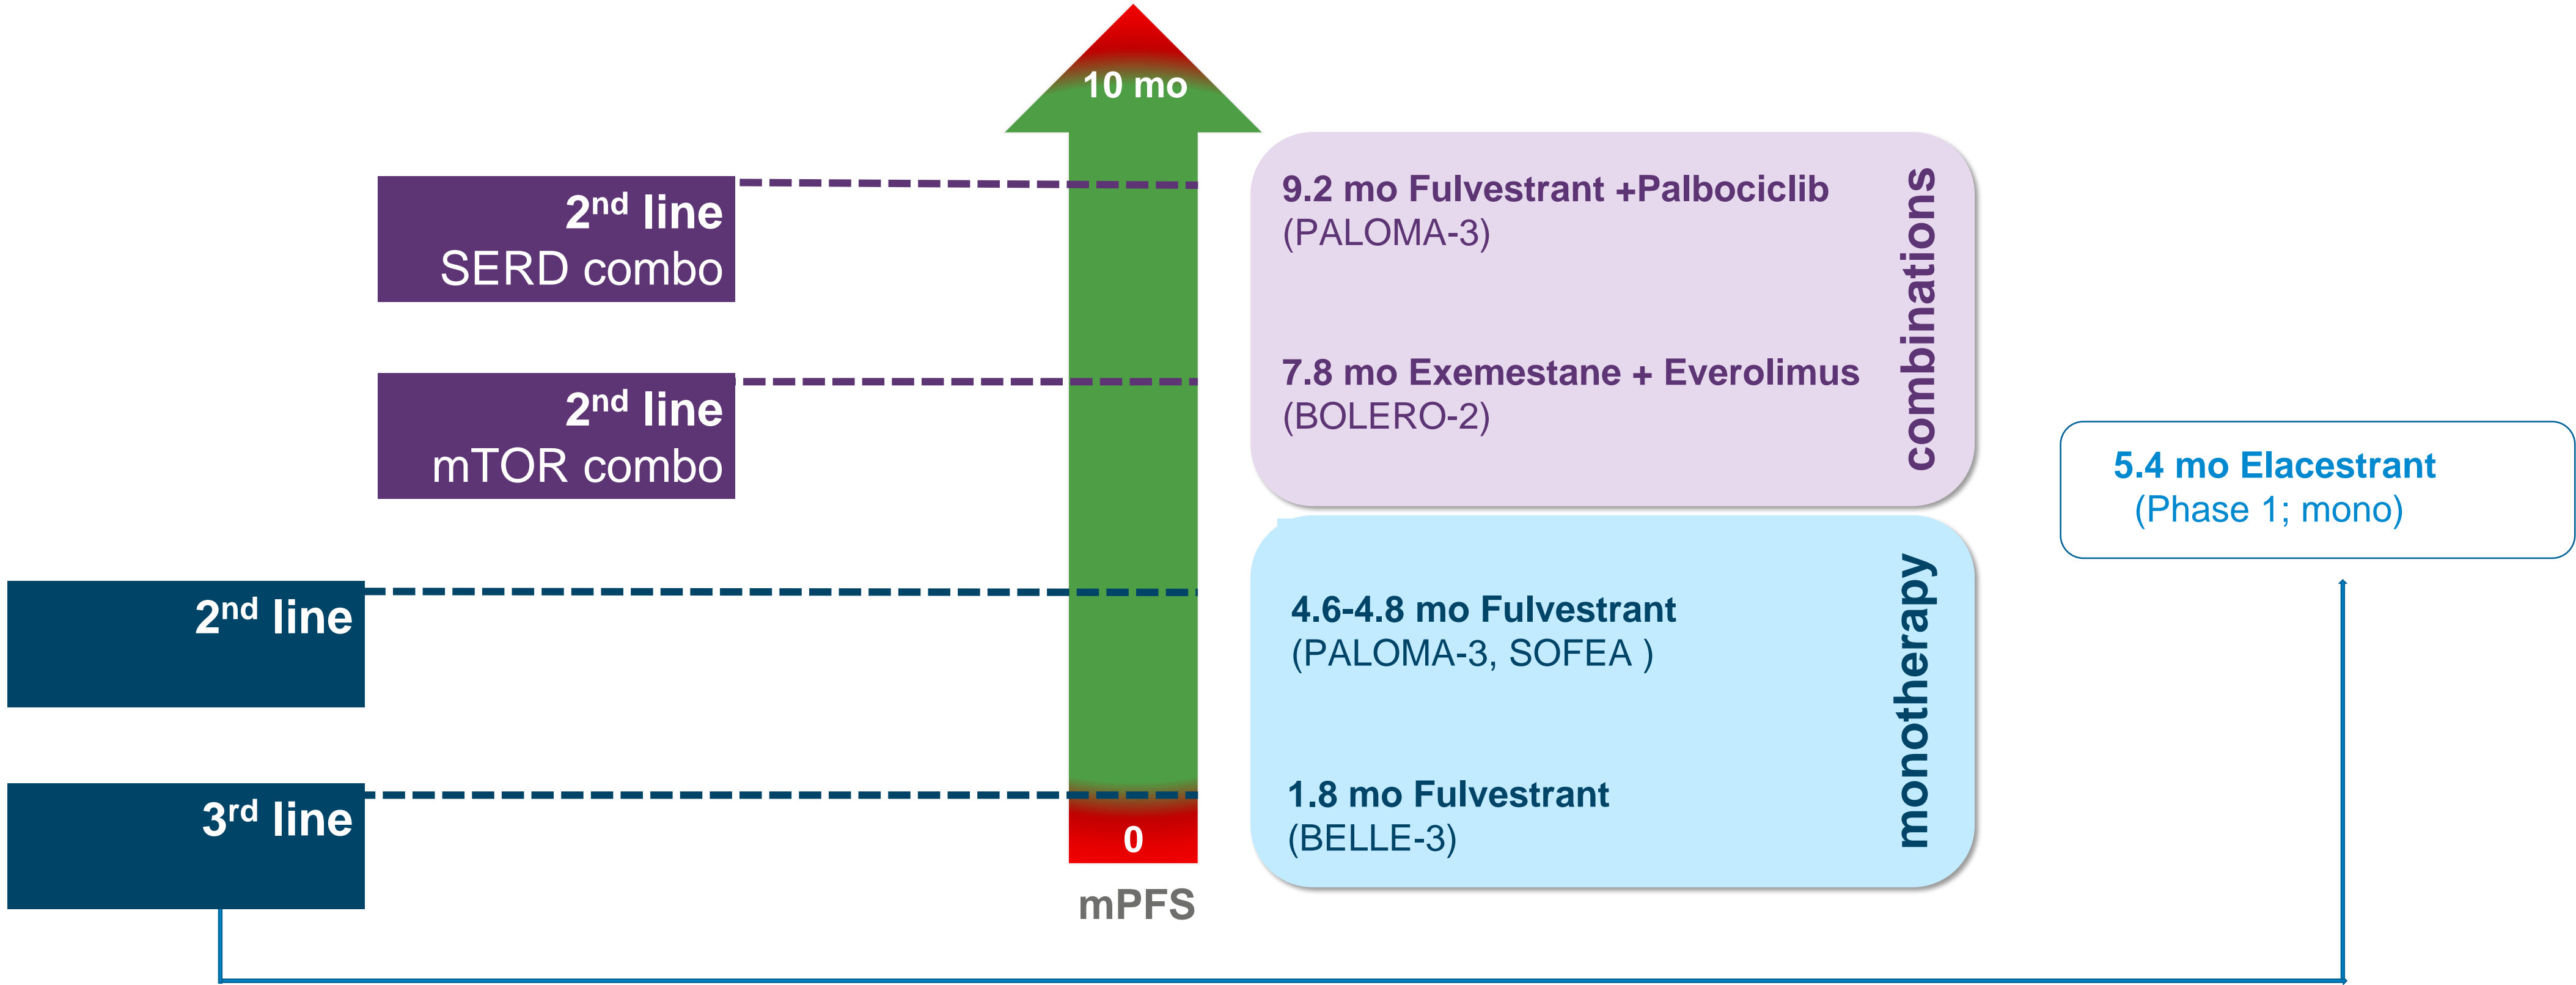 10 mo
2nd line
SERD combo
9.2 mo Fulvestrant +Palbociclib
(PALOMA-3)
2nd line
mTOR combo
7.8 mo Exemestane + Everolimus
(BOLERO-2)
combinations
5.4 mo Elacestrant
(Phase 1; mono)
2nd line
4.6-4.8 mo Fulvestrant
(PALOMA-3, SOFEA )
3rd line
1.8 mo Fulvestrant
(BELLE-3)
monotherapy
0
mPFS